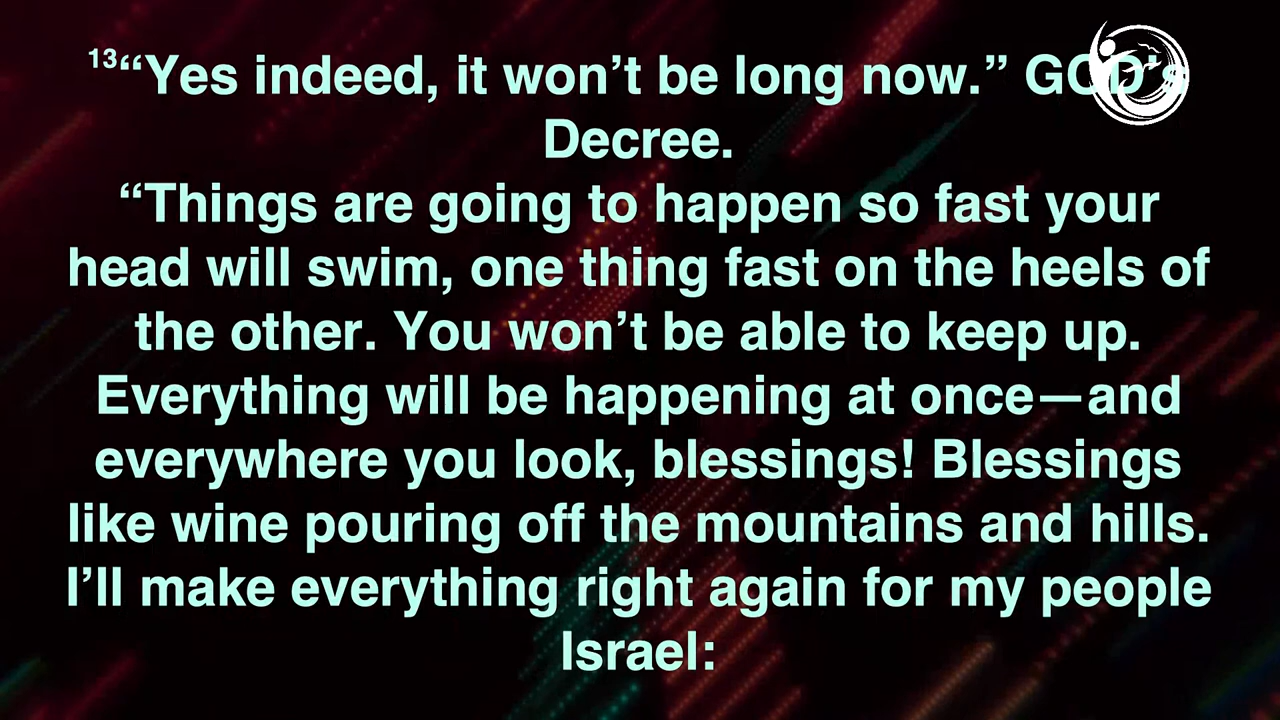 ¹³“Yes indeed, it won’t be long now.” GOD’s
Decree.
“Things are going to happen so fast your
head will swim, one thing fast on the heels of
the other. You won’t be able to keep up.
Everything will be happening at once—and
everywhere you look, blessings! Blessings
like wine pouring off the mountains and hills.
I’ll make everything right again for my people
Israel: